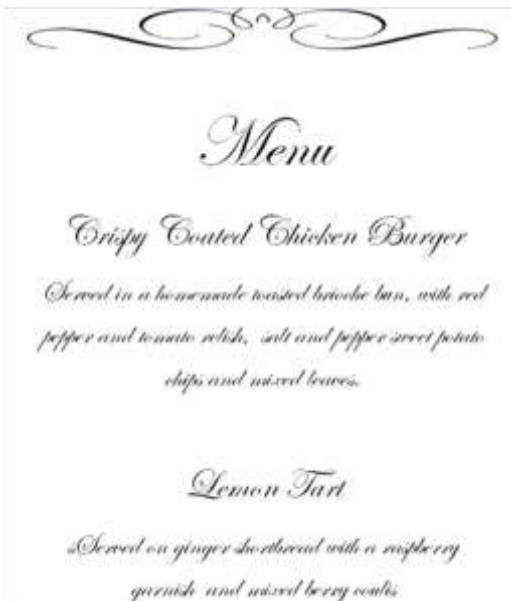 Menu
Crispy Coated Chicken Burger
Served in a homemade toasted brioche bun, with red
pepper and tomato relish, salt and pepper sweet potato
chips and mixed leaves.
Lemon Tart
Served on ginger shortbread with a raspberry
garnish and mixed berry coulis